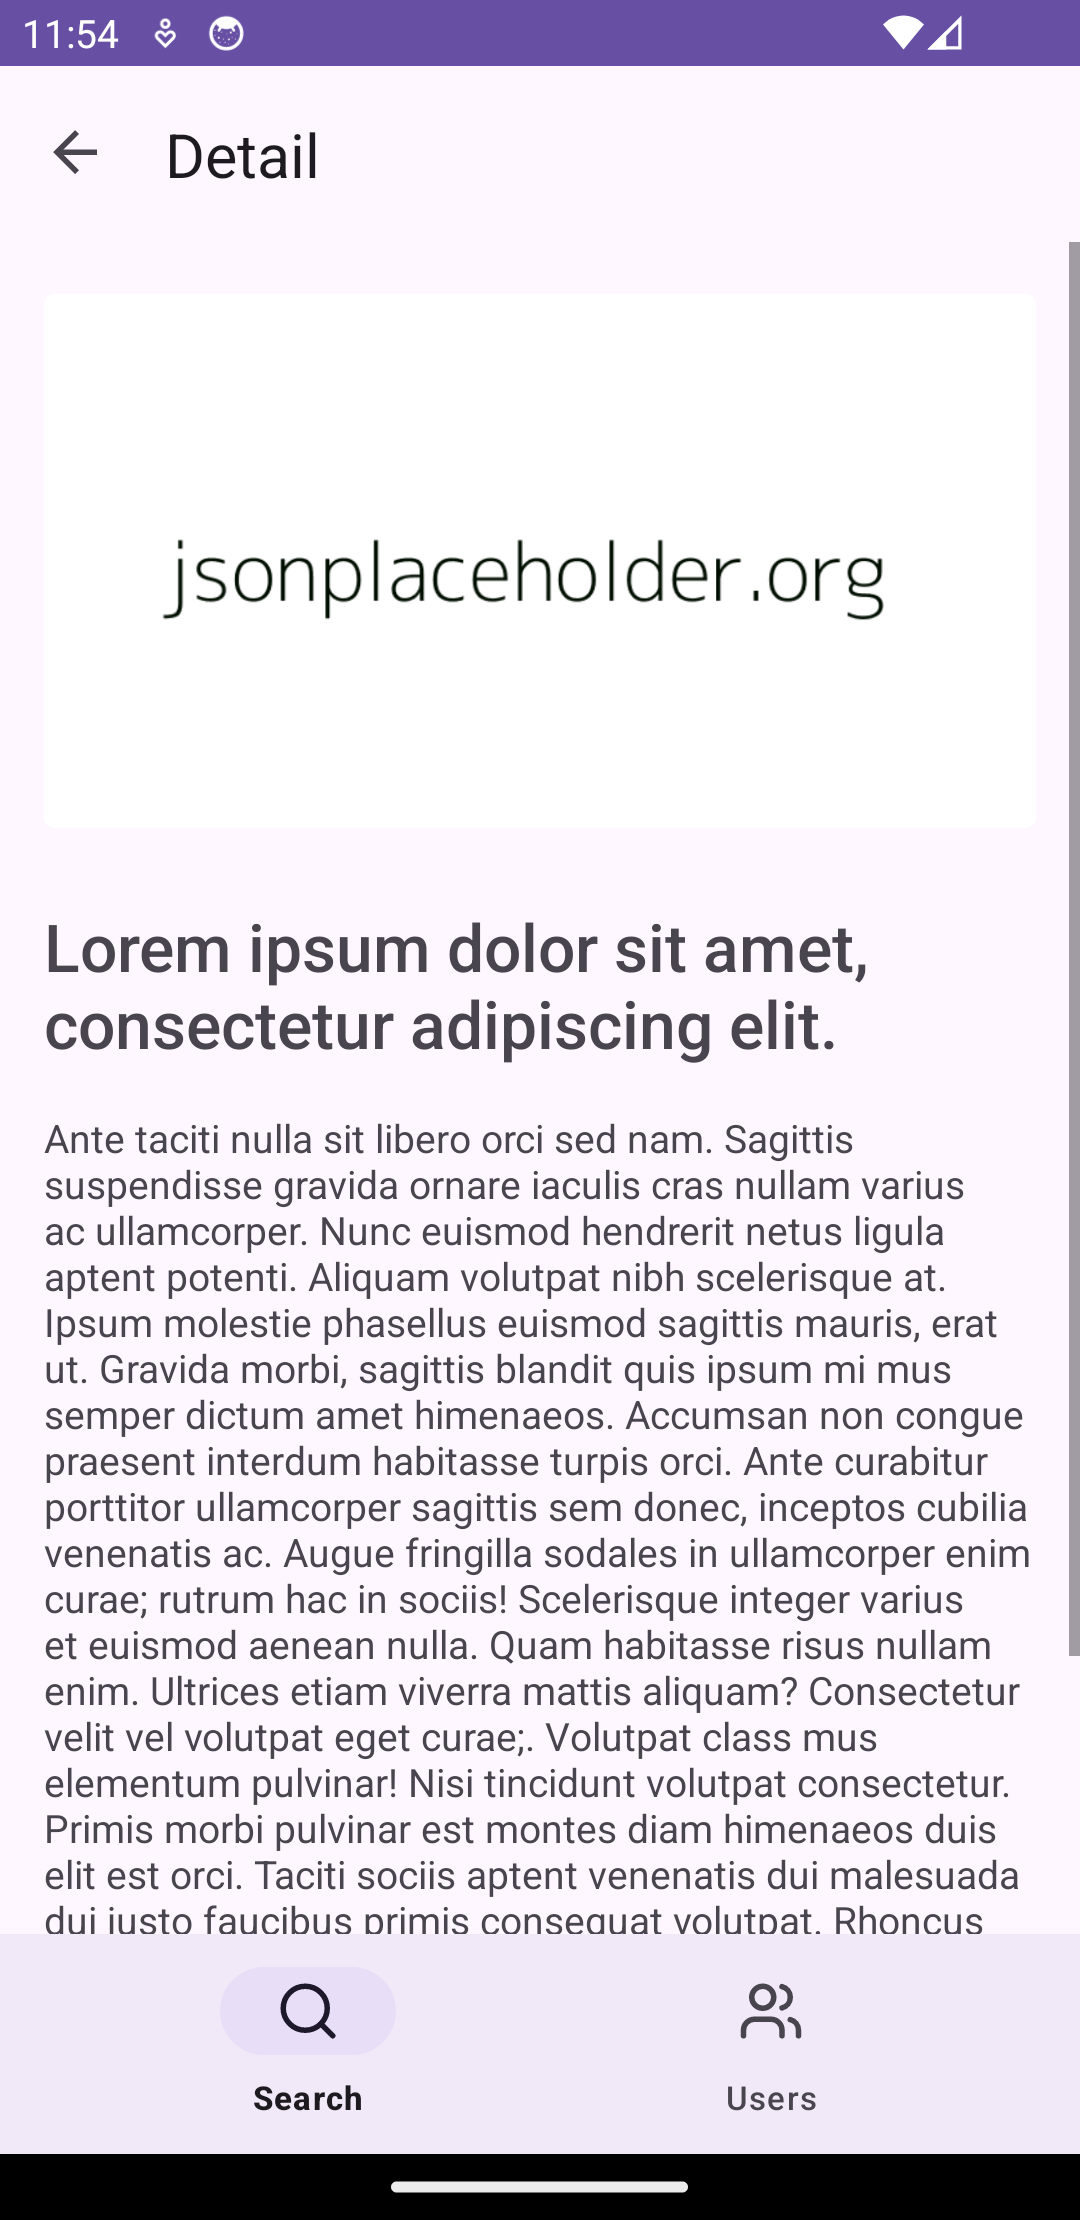 11:54
Detail
jsonplaceholder.org
Lorem ipsum dolor sit amet,
consectetur adipiscing elit.
Ante taciti nulla sit libero orci sed nam. Sagittis
suspendisse gravida ornare iaculis cras nullam varius
ac ullamcorper. Nunc euismod hendrerit netus ligula
aptent potenti. Aliquam volutpat nibh scelerisque at.
Ipsum molestie phasellus euismod sagittis mauris, erat
ut. Gravida morbi, sagittis blandit quis ipsum mi mus
semper dictum amet himenaeos. Accumsan non congue
praesent interdum habitasse turpis orci. Ante curabitur
porttitor ullamcorper sagittis sem donec, inceptos cubilia
venenatis ac. Augue fringilla sodales in ullamcorper enim
curae; rutrum hac in sociis! Scelerisque integer varius
et euismod aenean nulla. Quam habitasse risus nullam
enim. Ultrices etiam viverra mattis aliquam? Consectetur
velit vel volutpat eget curae;. Volutpat class mus
elementum pulvinar! Nisi tincidunt volutpat consectetur.
Primis morbi pulvinar est montes diam himenaeos duis
elit est orci. Taciti sociis aptent venenatis dui malesuada
dui justo faucibus primis consequat volutpat. Rhoncus
Search
Users